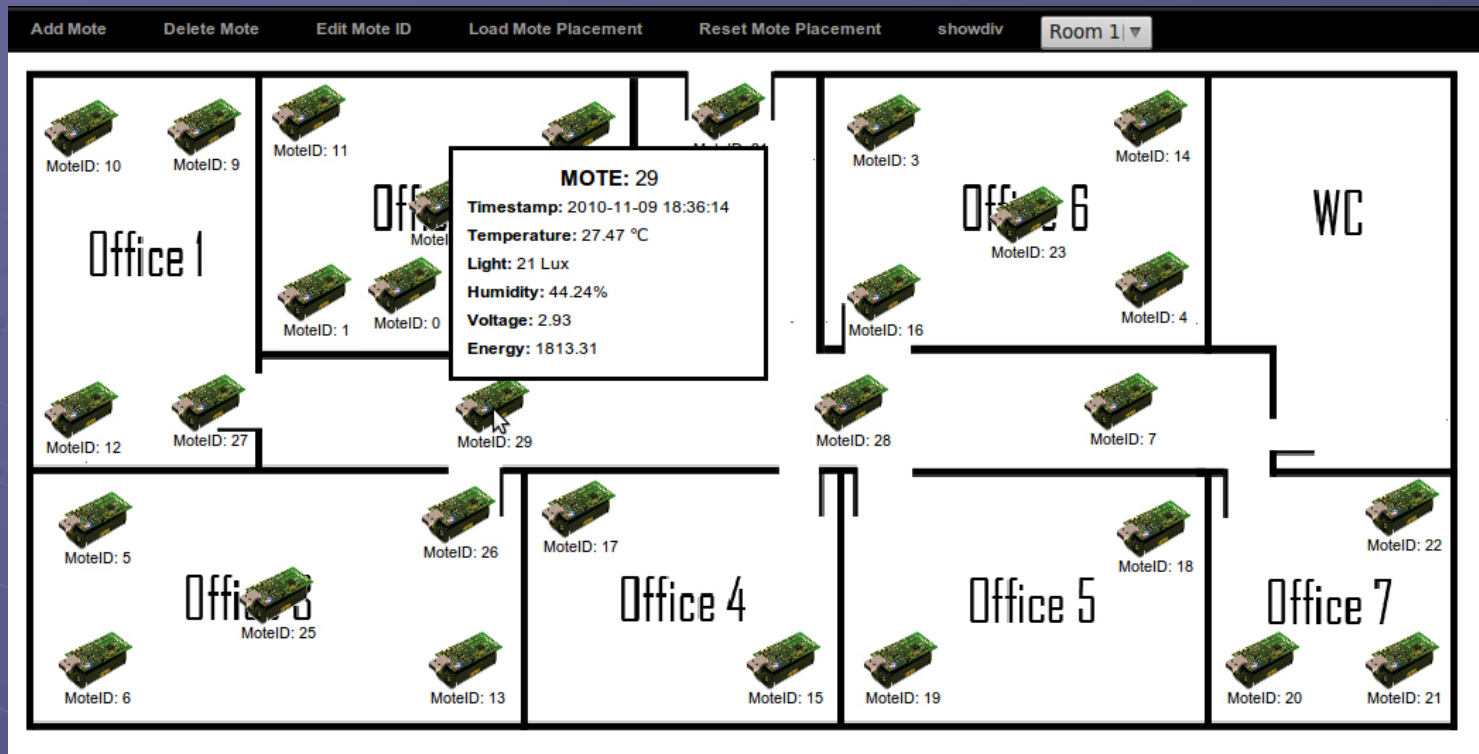 Add Mote Delete Mote Edit Mote ID Load Mote Placement Reset Mote Placement showdiv Room 1
MoteID: 10 MoteID: 9 MoteID: 11 MoteID: 3 MoteID: 14
MOTE: 29
Timestamp: 2010-11-09 18:36:14
Temperature: 27.47 °C
Light: 21 Lux
Humidity: 44.24%
Voltage: 2.93
Energy: 1813.31
Office 1
Office 6
WC
MoteID: 23
MoteID: 1 MoteID: 0 MoteID: 16 MoteID: 4
MoteID: 12 MoteID: 27 MoteID: 29 MoteID: 28 MoteID: 7
MoteID: 5 MoteID: 26 MoteID: 17 MoteID: 18 MoteID: 22
Office 3 Office 4 Office 5 Office 7
MoteID: 25
MoteID: 6 MoteID: 13 MoteID: 15 MoteID: 19 MoteID: 20 MoteID: 21